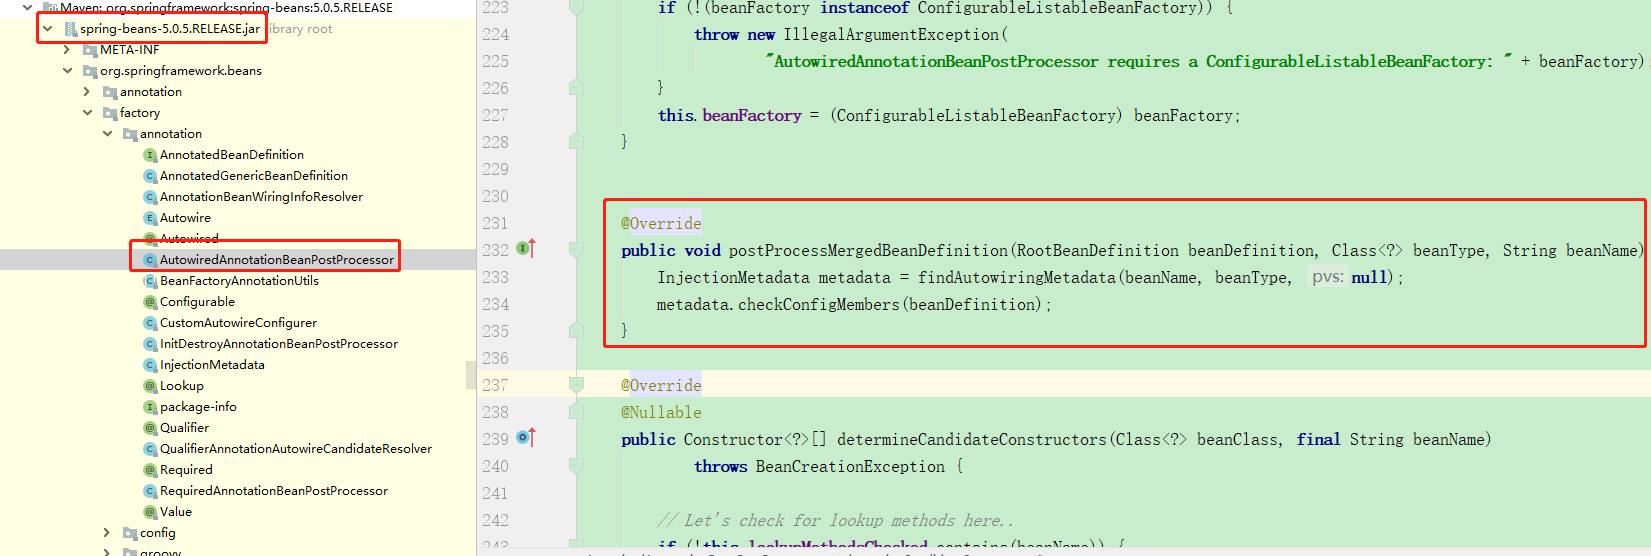 Maven: org.springframework:spring-beans:5.0.5.RELEASE
spring-beans-5.0.5.RELEASE.jar library root
META-INF
org.springframework.beans
annotation
factory
annotation
AnnotatedBeanDefinition
AnnotatedGenericBeanDefinition
AnnotationBeanWiringInfoResolver
Autowire
Autowired
AutowiredAnnotationBeanPostProcessor
BeanFactoryAnnotationUtils
Configurable
CustomAutowireConfigurer
InitDestroyAnnotationBeanPostProcessor
InjectionMetadata
Lookup
package-info
Qualifier
QualifierAnnotationAutowireCandidateResolver
Required
RequiredAnnotationBeanPostProcessor
Value
config
groovy
223 if (!(beanFactory instanceof ConfigurableListableBeanFactory)) {
224 throw new IllegalArgumentException(
225 "AutowiredAnnotationBeanPostProcessor requires a ConfigurableListableBeanFactory: " + beanFactory);
226 }
227 this.beanFactory = (ConfigurableListableBeanFactory) beanFactory;
228 }
229
230
231 @Override
232 public void postProcessMergedBeanDefinition(RootBeanDefinition beanDefinition, Class<?> beanType, String beanName)
233 InjectionMetadata metadata = findAutowiringMetadata(beanName, beanType, pvs: null);
234 metadata.checkConfigMembers(beanDefinition);
235 }
236
237 @Override
238 @Nullable
239 public Constructor<?>[] determineCandidateConstructors(Class<?> beanClass, final String beanName)
240 throws BeanCreationException {
241
242 // Let's check for lookup methods here..
243 if (!this.lookupMethodsChecked.contains(beanName)) {